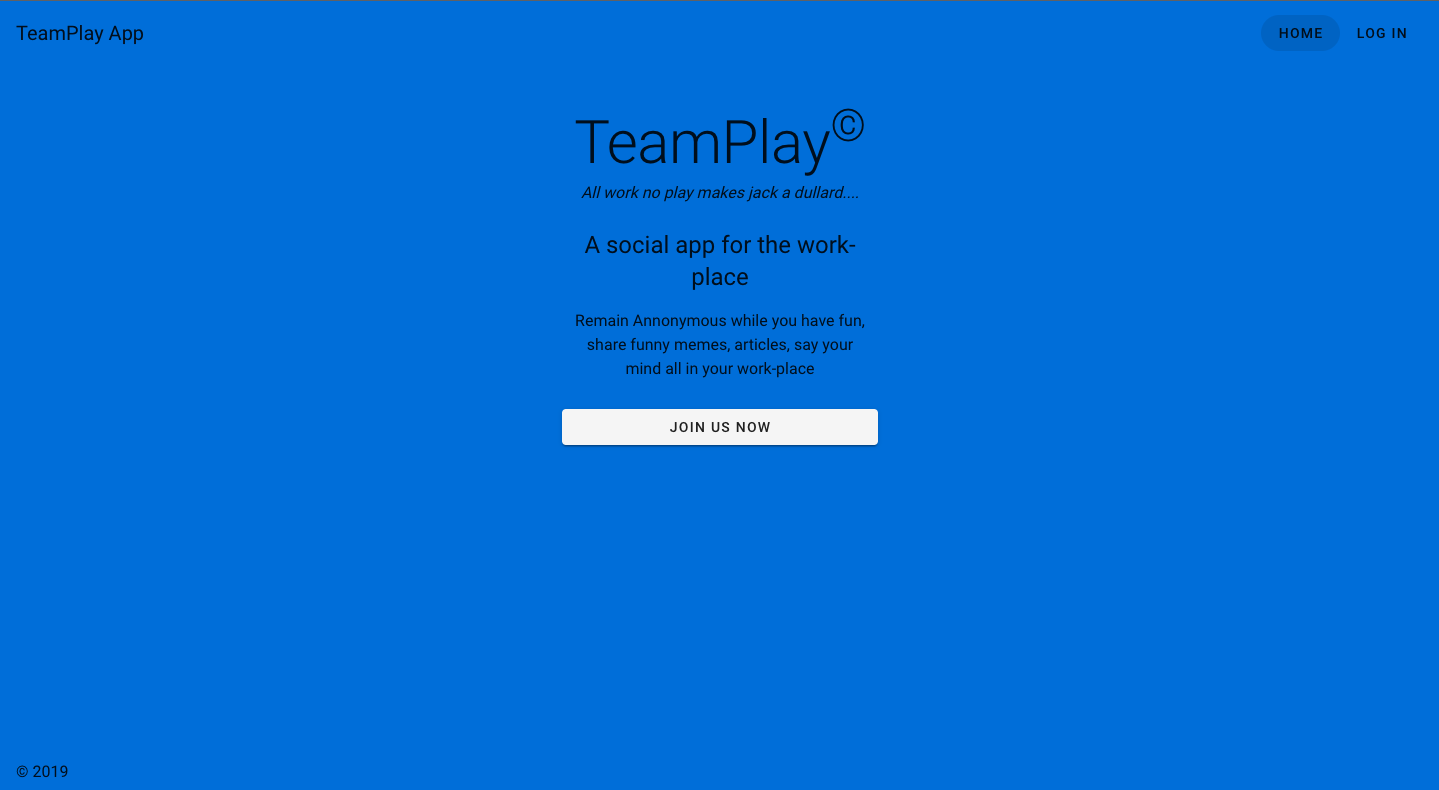 TeamPlay App
HOME
LOG IN
TeamPlay©
All work no play makes jack a dullard....
A social app for the work-
place
Remain Annonymous while you have fun,
share funny memes, articles, say your
mind all in your work-place
JOIN US NOW
© 2019